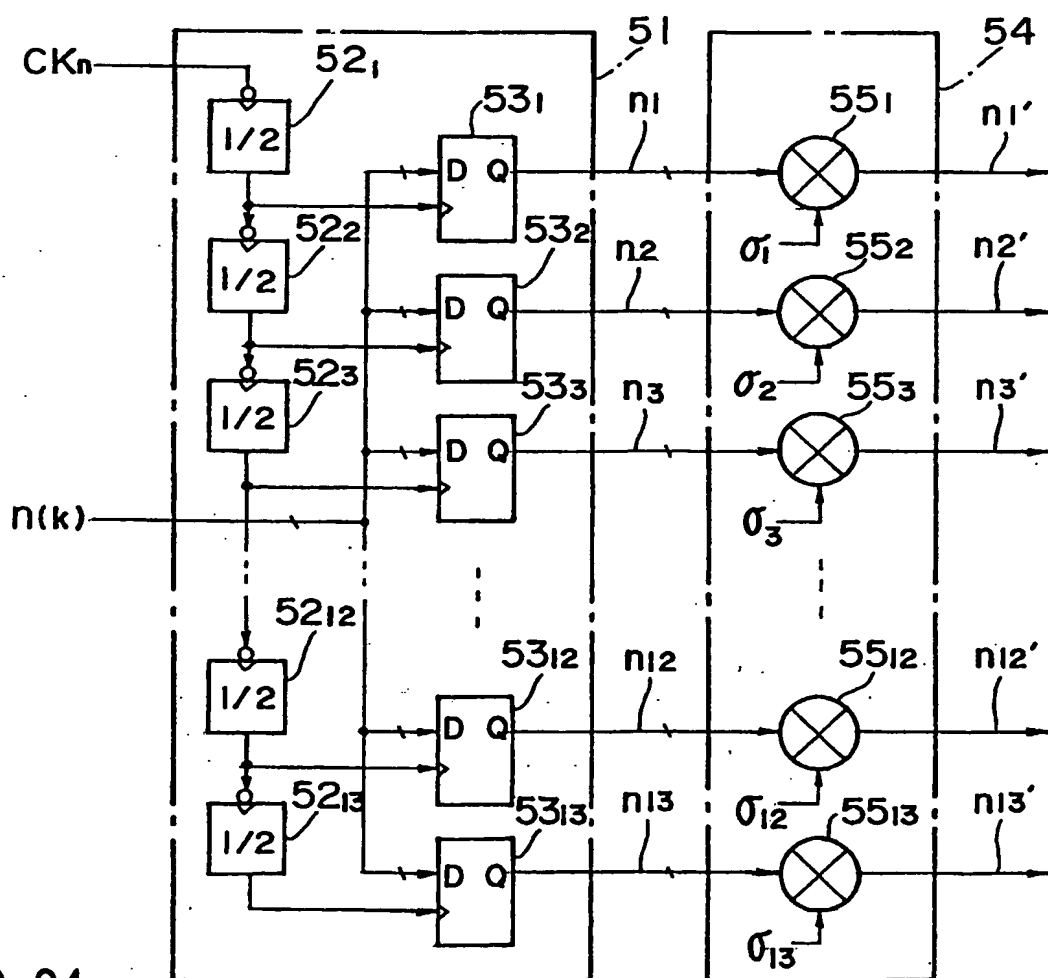 51
54
CKn
52₁
1/2
53₁
D Q
n1
55₁
n1′
σ1
52₂
1/2
53₂
D Q
n2
55₂
n2′
σ2
52₃
1/2
53₃
D Q
n3
55₃
n3′
σ3
n(k)
52₁₂
1/2
53₁₂
D Q
n12
55₁₂
n12′
σ12
52₁₃
1/2
53₁₃
D Q
n13
55₁₃
n13′
σ13